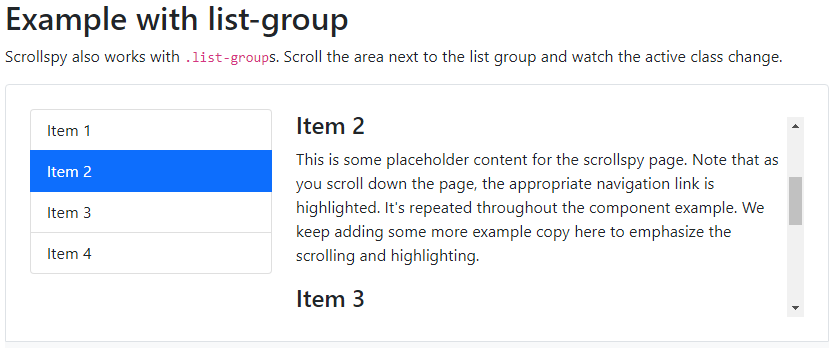 Example with list-group
Scrollspy also works with .list-groups. Scroll the area next to the list group and watch the active class change.
Item 1
Item 2
Item 3
Item 4
Item 2
This is some placeholder content for the scrollspy page. Note that as
you scroll down the page, the appropriate navigation link is
highlighted. It's repeated throughout the component example. We
keep adding some more example copy here to emphasize the
scrolling and highlighting.
Item 3